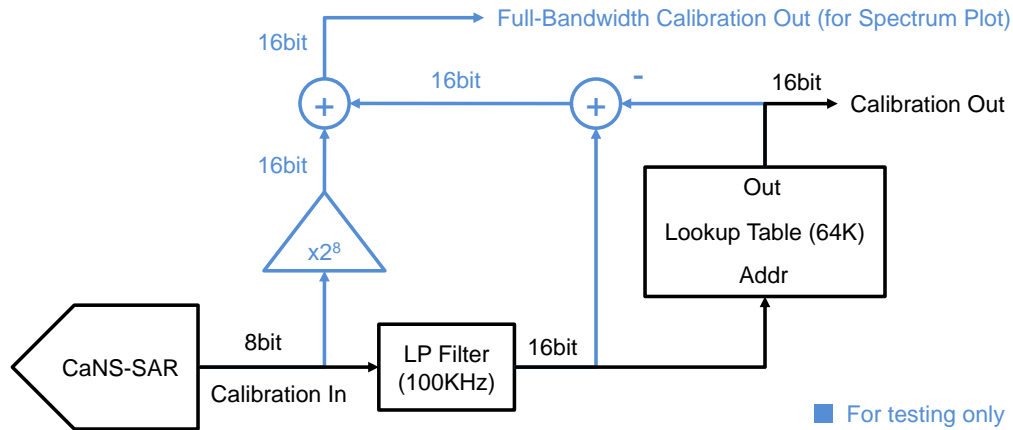 Full-Bandwidth Calibration Out (for Spectrum Plot)
16bit
16bit
-
16bit
+
+
Calibration Out
16bit
Out
Lookup Table (64K)
Addr
x2⁸
8bit
LP Filter
(100KHz)
16bit
CaNS-SAR
Calibration In
For testing only